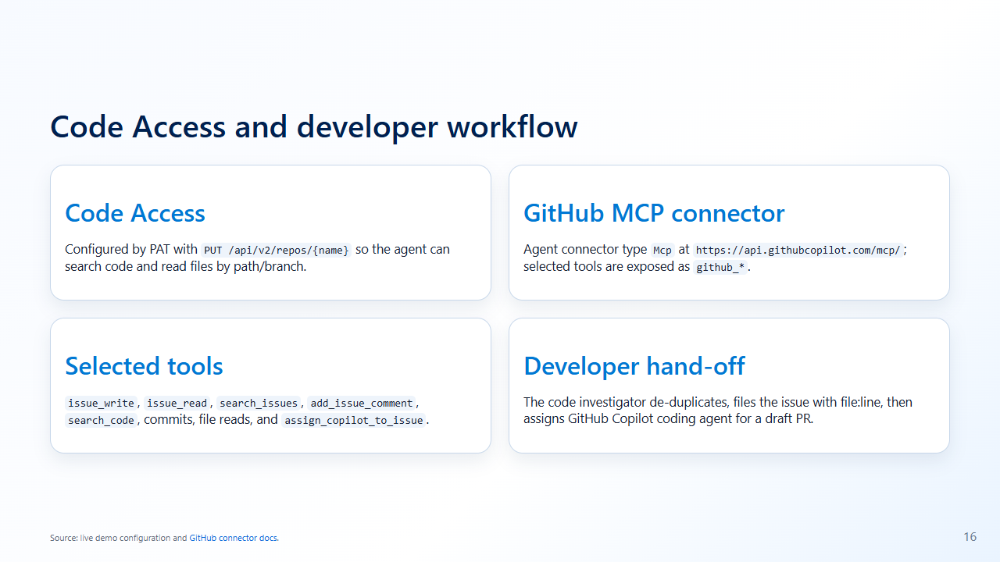 Code Access and developer workflow
Code Access
Configured by PAT with PUT /api/v2/repos/{name} so the agent can
search code and read files by path/branch.
GitHub MCP connector
Agent connector type Mcp at https://api.githubcopilot.com/mcp/;
selected tools are exposed as github_*.
Selected tools
issue_write, issue_read, search_issues, add_issue_comment,
search_code, commits, file reads, and assign_copilot_to_issue.
Developer hand-off
The code investigator de-duplicates, files the issue with file:line, then
assigns GitHub Copilot coding agent for a draft PR.
Source: live demo configuration and GitHub connector docs.
16